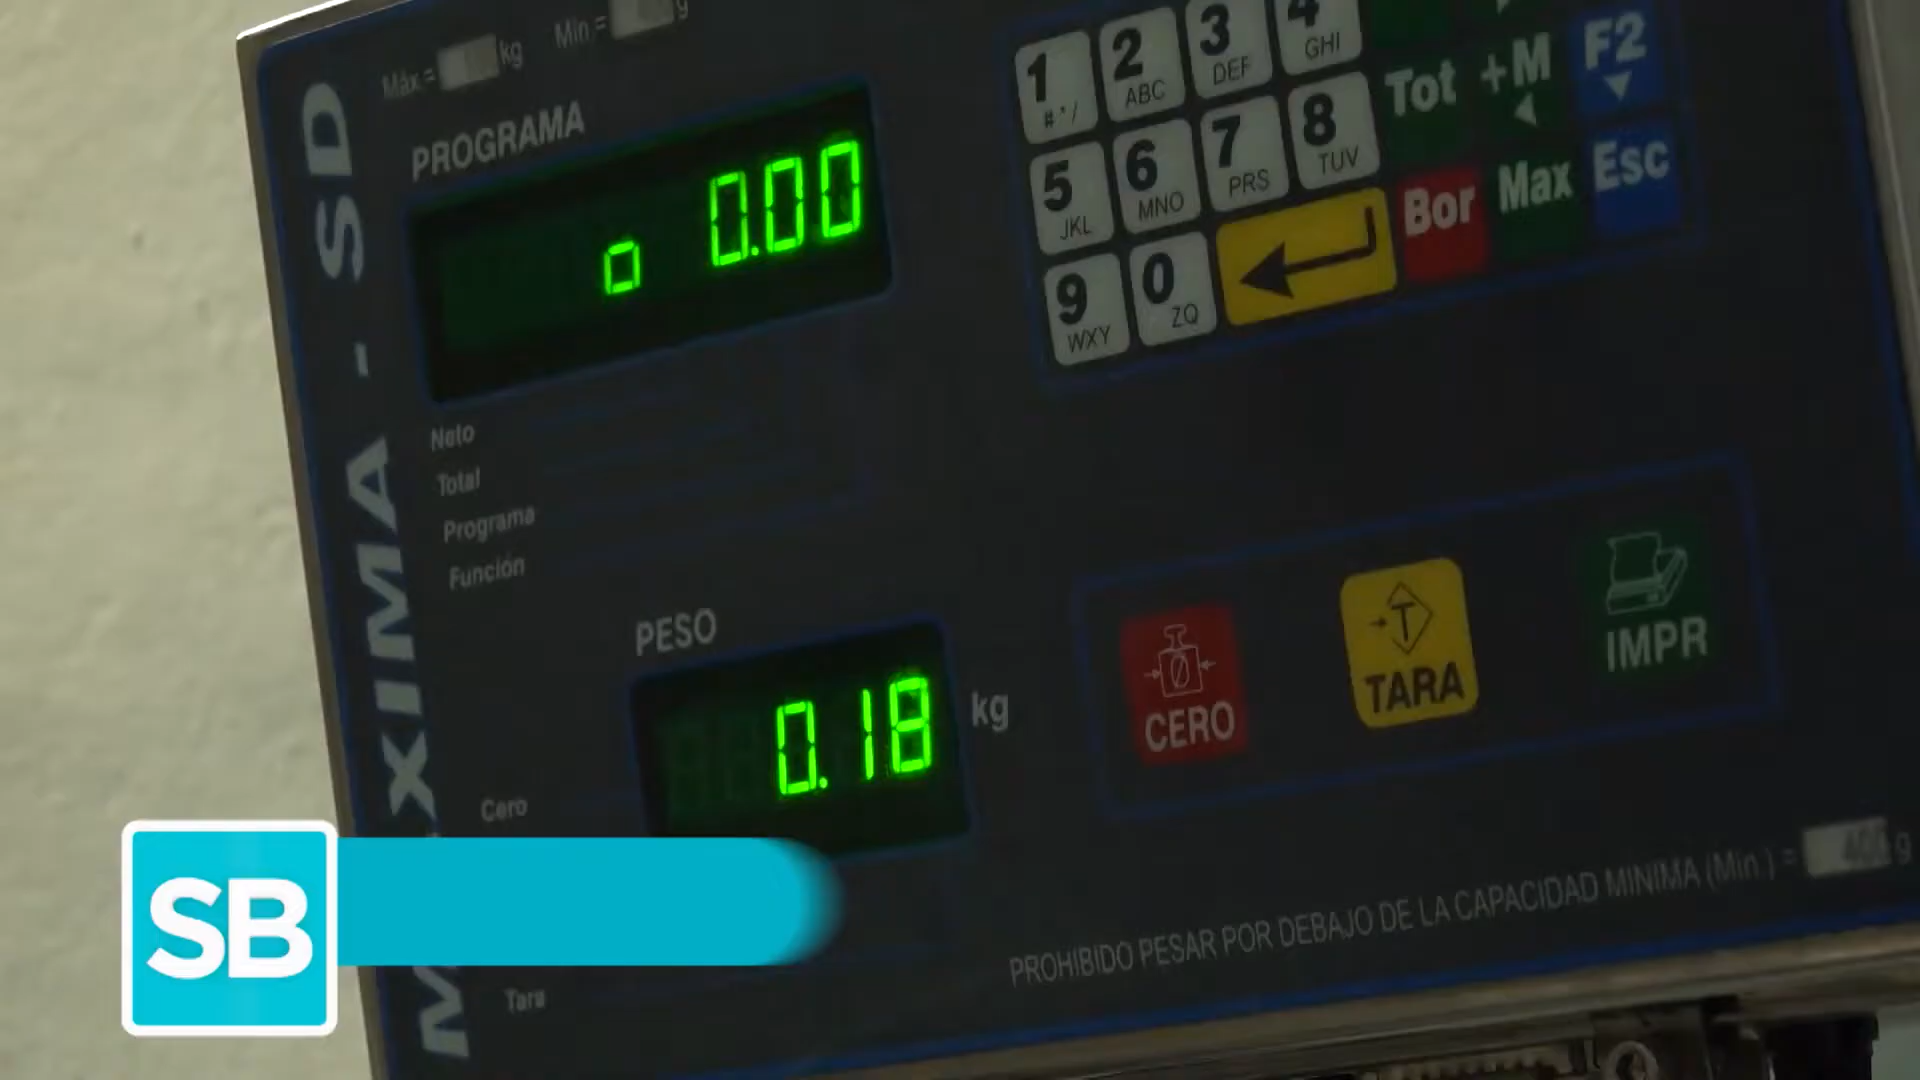 Máx.= kg Min.= g
PROGRAMA
o 0.00
1 #*/ 2 ABC 3 DEF 4 GHI
5 JKL 6 MNO 7 PRS 8 TUV
9 WXY 0 ZQ
Tot +M F2
Bor Max Esc
MAXIMA - SD
Neto
Total
Programa
Función
PESO
0.18 kg
CERO
T
TARA
IMPR
Cero
Tara
PROHIBIDO PESAR POR DEBAJO DE LA CAPACIDAD MINIMA (Min.) = g
SB